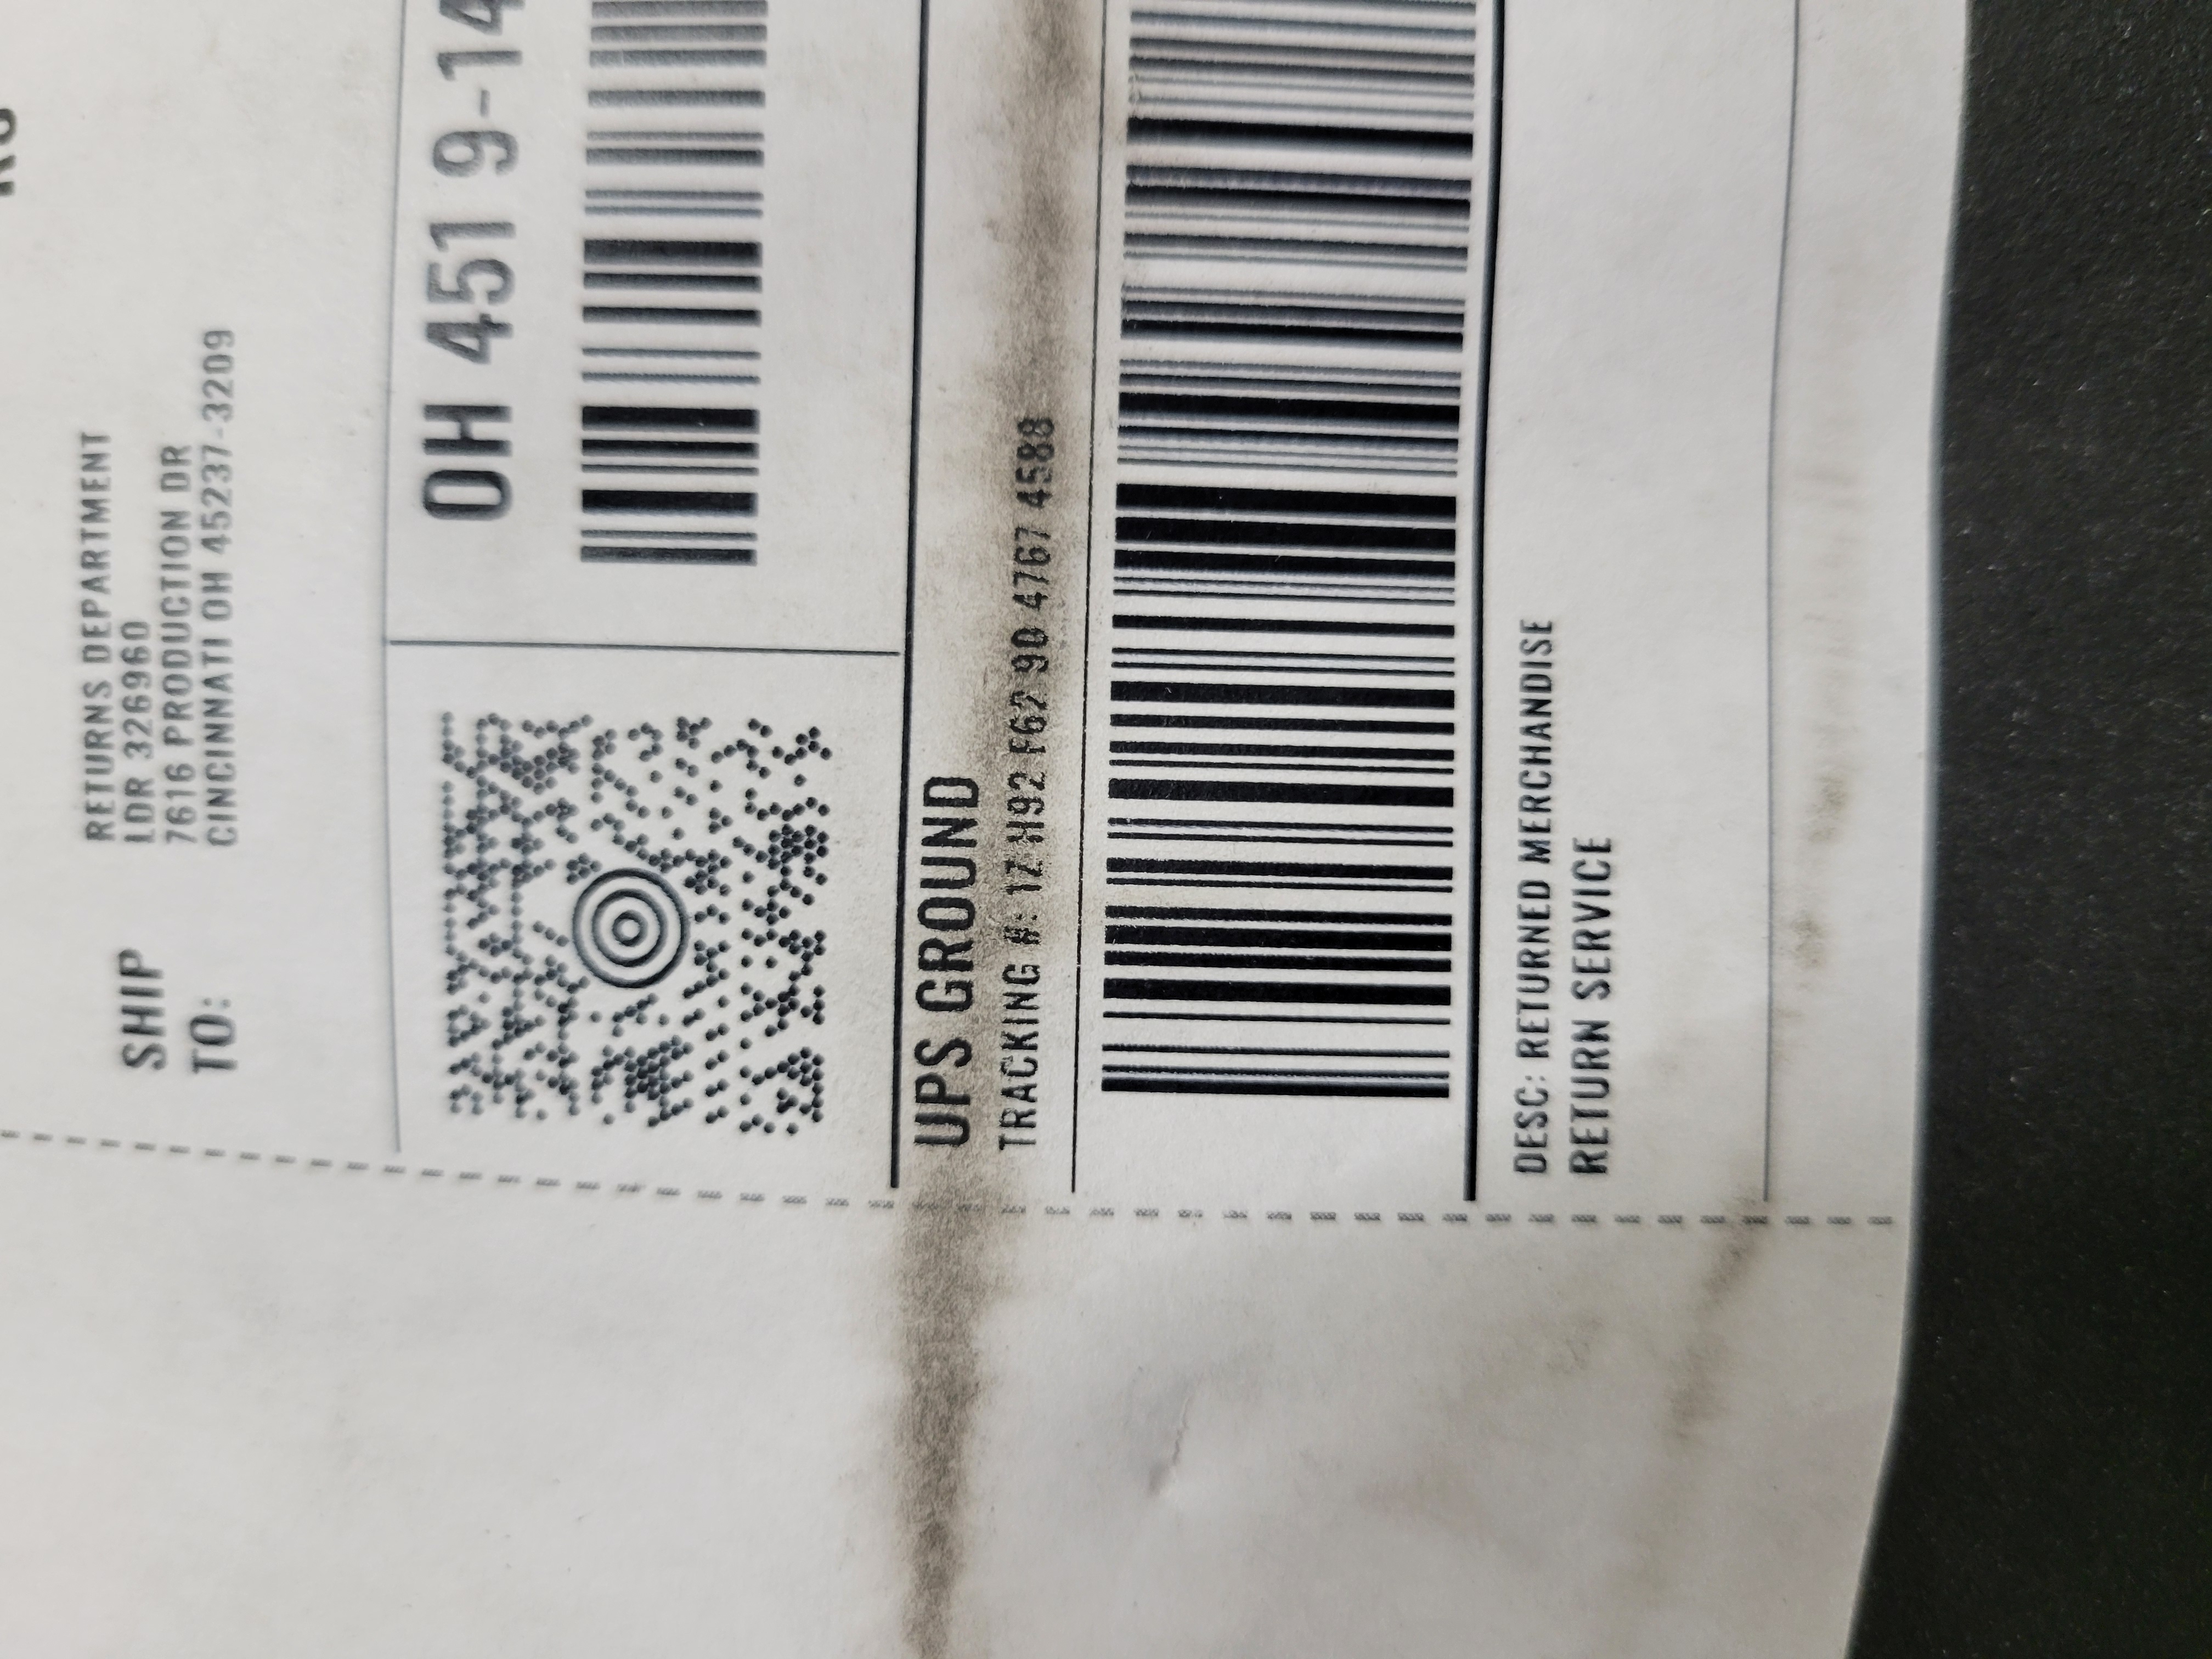 RETURNS DEPARTMENT
LDR 326960
7616 PRODUCTION DR
CINCINNATI OH 45237-3209
SHIP
TO:
OH 451 9-14
UPS GROUND
TRACKING #: 1Z H92 F62 90 4767 4588
DESC: RETURNED MERCHANDISE
RETURN SERVICE